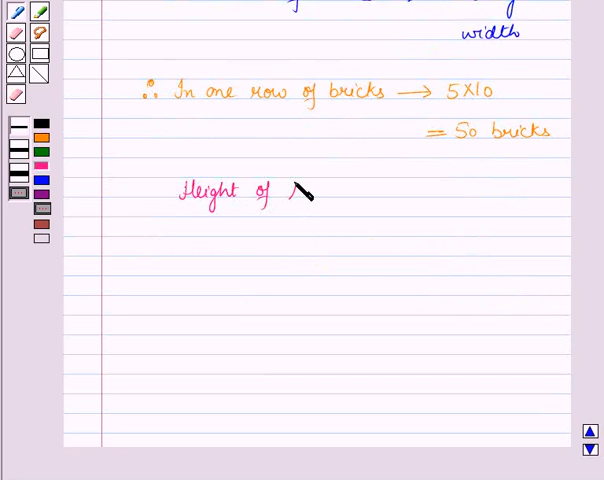 width
∴ In one row of bricks → 5×10
= 50 bricks
Height of